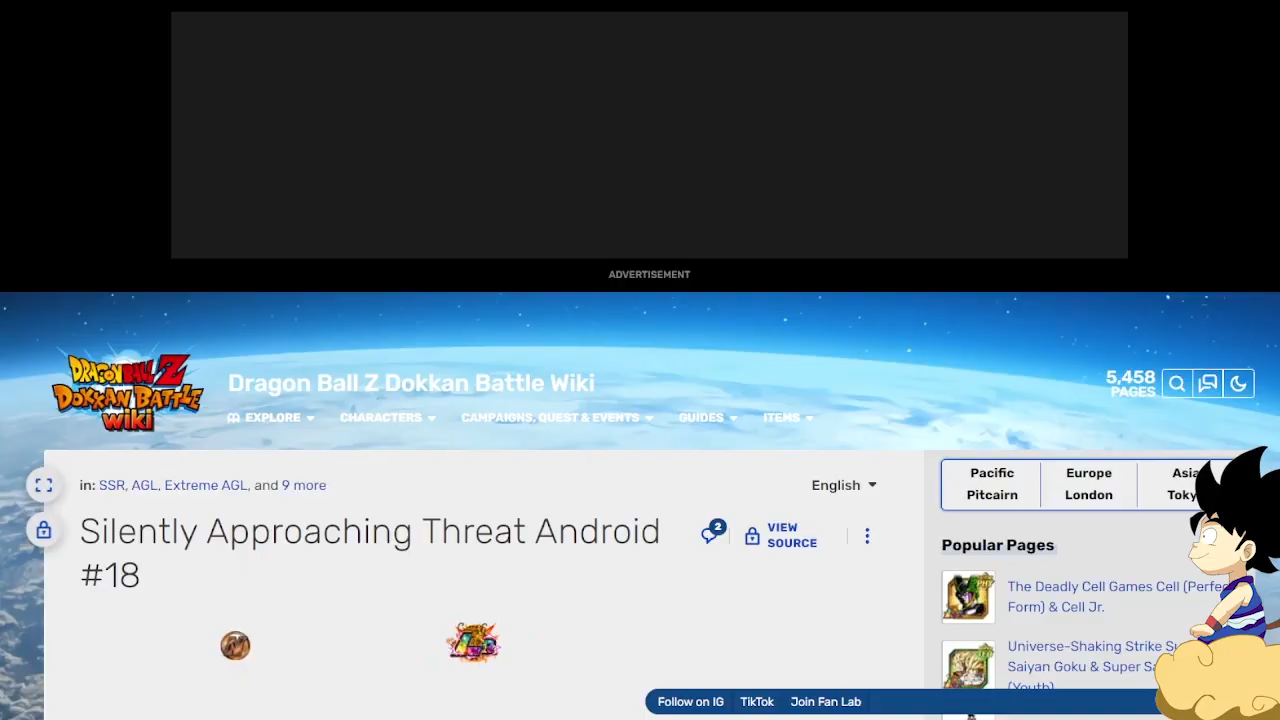 ADVERTISEMENT
DRAGON BALL Z
DOKKAN BATTLE
wiki
Dragon Ball Z Dokkan Battle Wiki
5,458
PAGES
EXPLORE CHARACTERS CAMPAIGNS, QUEST & EVENTS GUIDES ITEMS
in: SSR, AGL, Extreme AGL, and 9 more
English
Silently Approaching Threat Android
#18
2
VIEW
SOURCE
Pacific Europe Asia
Pitcairn London
Popular Pages
The Deadly Cell Games Cell
Form) & Cell Jr.
Universe-Shaking Strike
Saiyan Goku & Super
(Youth)
Follow on IG TikTok Join Fan Lab